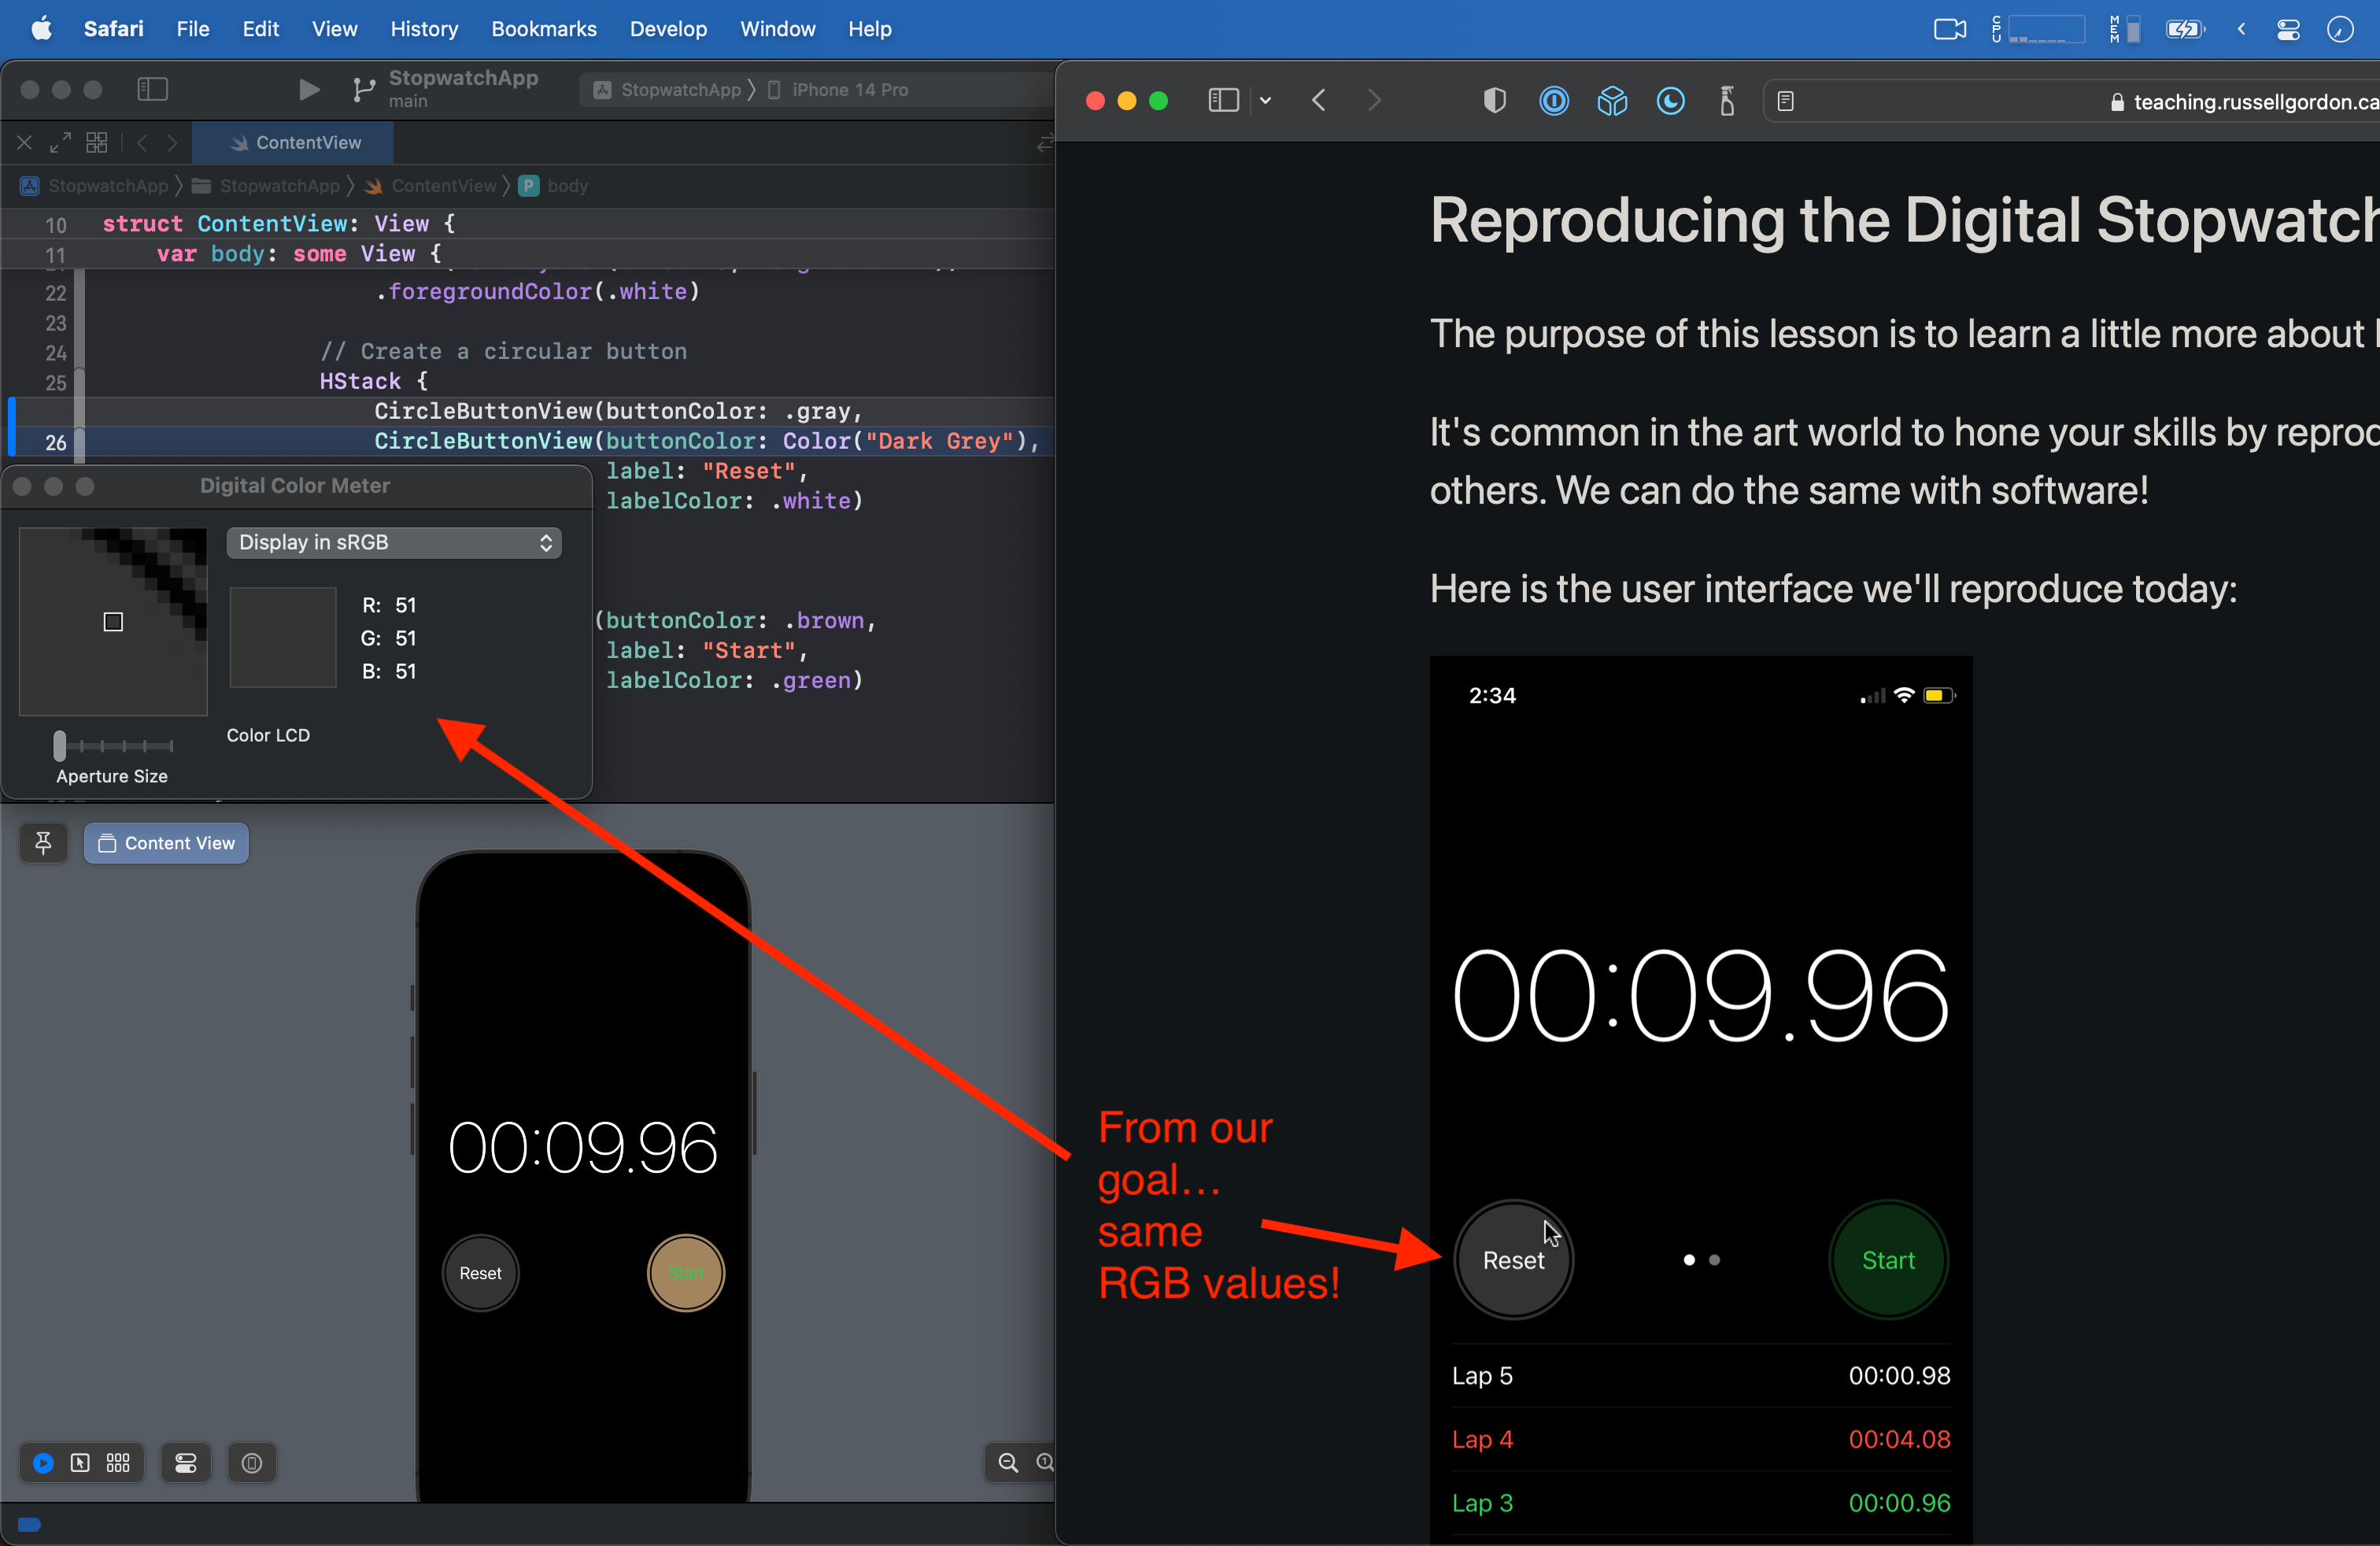 Safari File Edit View History Bookmarks Develop Window Help
CPU MEM
StopwatchApp
main
StopwatchApp 〉 iPhone 14 Pro
ContentView
StopwatchApp 〉 StopwatchApp 〉 ContentView 〉 P body
10 struct ContentView: View {
11 var body: some View {
22 .foregroundColor(.white)
23
24 // Create a circular button
25 HStack {
CircleButtonView(buttonColor: .gray,
26 CircleButtonView(buttonColor: Color("Dark Grey"),
label: "Reset",
labelColor: .white)
(buttonColor: .brown,
label: "Start",
labelColor: .green)
Digital Color Meter
Display in sRGB
R: 51
G: 51
B: 51
Color LCD
Aperture Size
Content View
00:09.96
Reset
Start
teaching.russellgordon.ca
Reproducing the Digital Stopwatch
The purpose of this lesson is to learn a little more about
It's common in the art world to hone your skills by
others. We can do the same with software!
Here is the user interface we'll reproduce today:
2:34
00:09.96
From our
goal...
same
RGB values!
Reset
Start
Lap 5 00:00.98
Lap 4 00:04.08
Lap 3 00:00.96